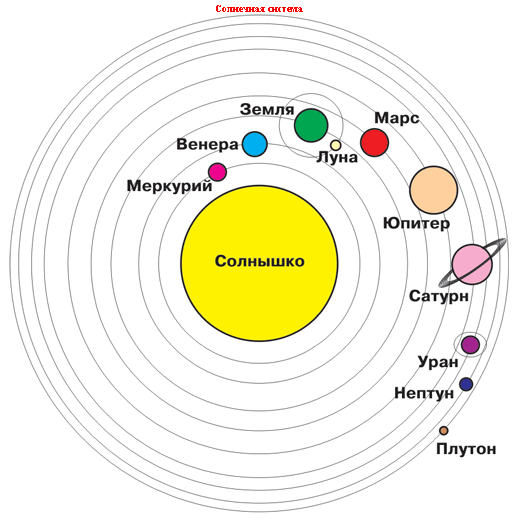 Солнечная система
Земля
Марс
Венера
Луна
Меркурий
Юпитер
Солнышко
Сатурн
Уран
Нептун
Плутон